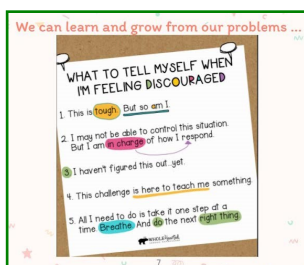 We can learn and grow from our problems ...
WHAT TO TELL MYSELF WHEN
I'M FEELING DISCOURAGED
1. This is tough. But so am I.
2. I may not be able to control this situation.
But I am in charge of how I respond.
3. I haven't figured this out...yet.
4. This challenge is here to teach me something.
5. All I need to do is take it one step at a
time. Breathe. And do the next right thing.
7